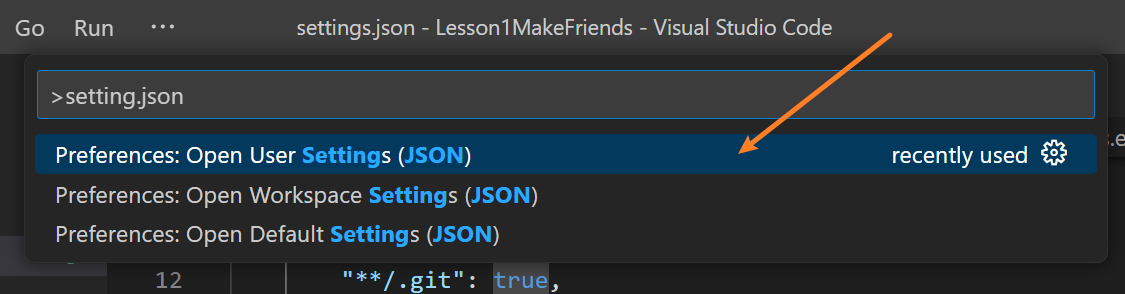 Go Run ··· settings.json - Lesson1MakeFriends - Visual Studio Code
>setting.json
Preferences: Open User Settings (JSON) recently used
Preferences: Open Workspace Settings (JSON)
Preferences: Open Default Settings (JSON)
12 "**/.git": true,